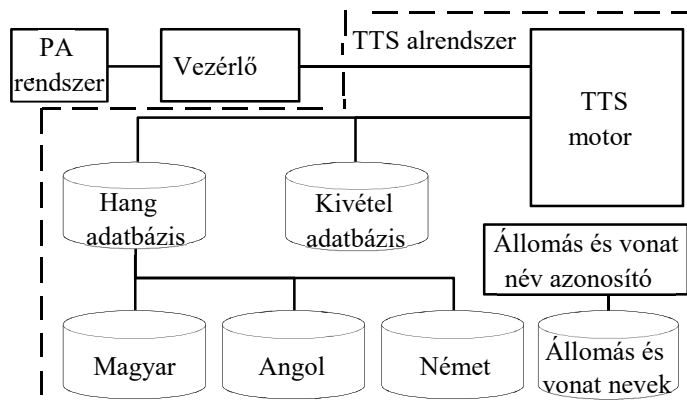 PA
rendszer
Vezérlő
TTS alrendszer
TTS
motor
Hang
adatbázis
Kivétel
adatbázis
Állomás és vonat
név azonosító
Magyar
Angol
Német
Állomás és
vonat nevek